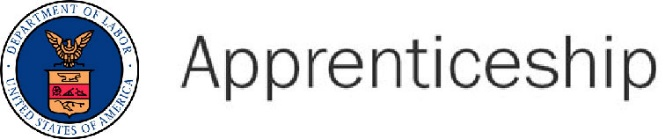 DEPARTMENT OF LABOR
UNITED STATES OF AMERICA
Apprenticeship